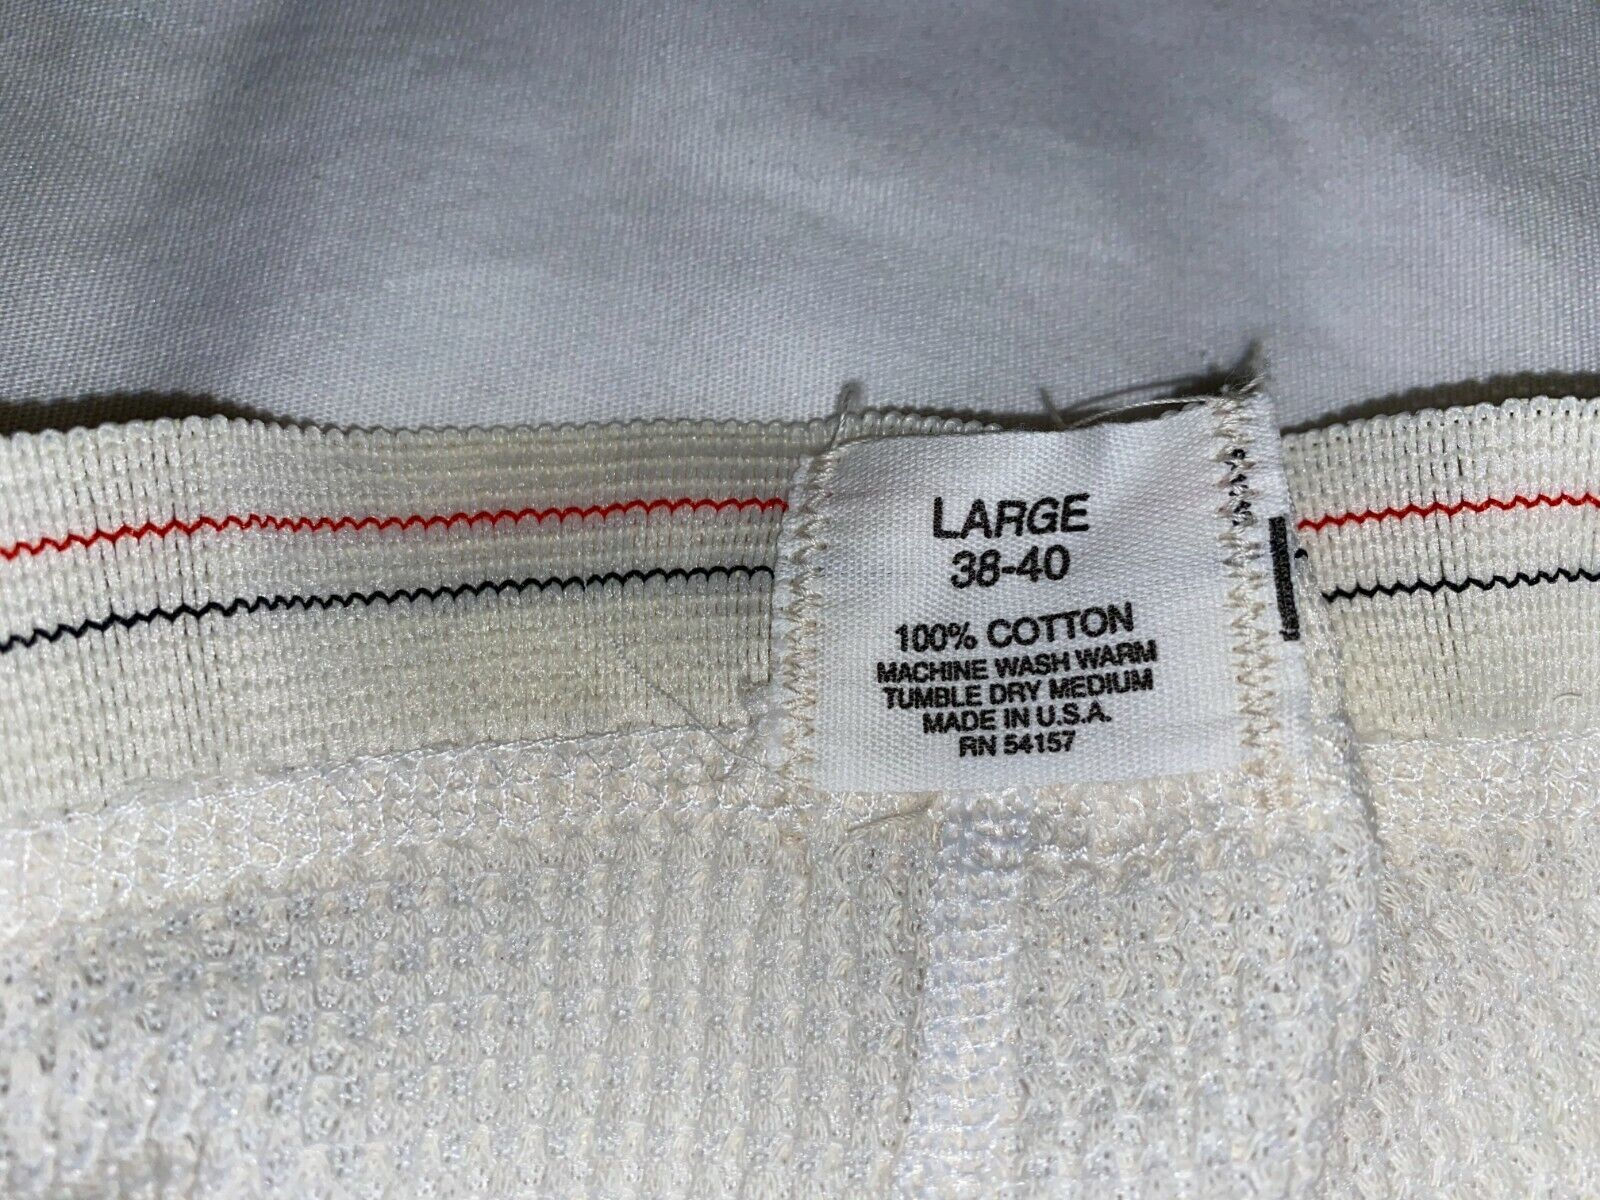 LARGE
38-40
100% COTTON
MACHINE WASH WARM
TUMBLE DRY MEDIUM
MADE IN U.S.A.
RN 54157